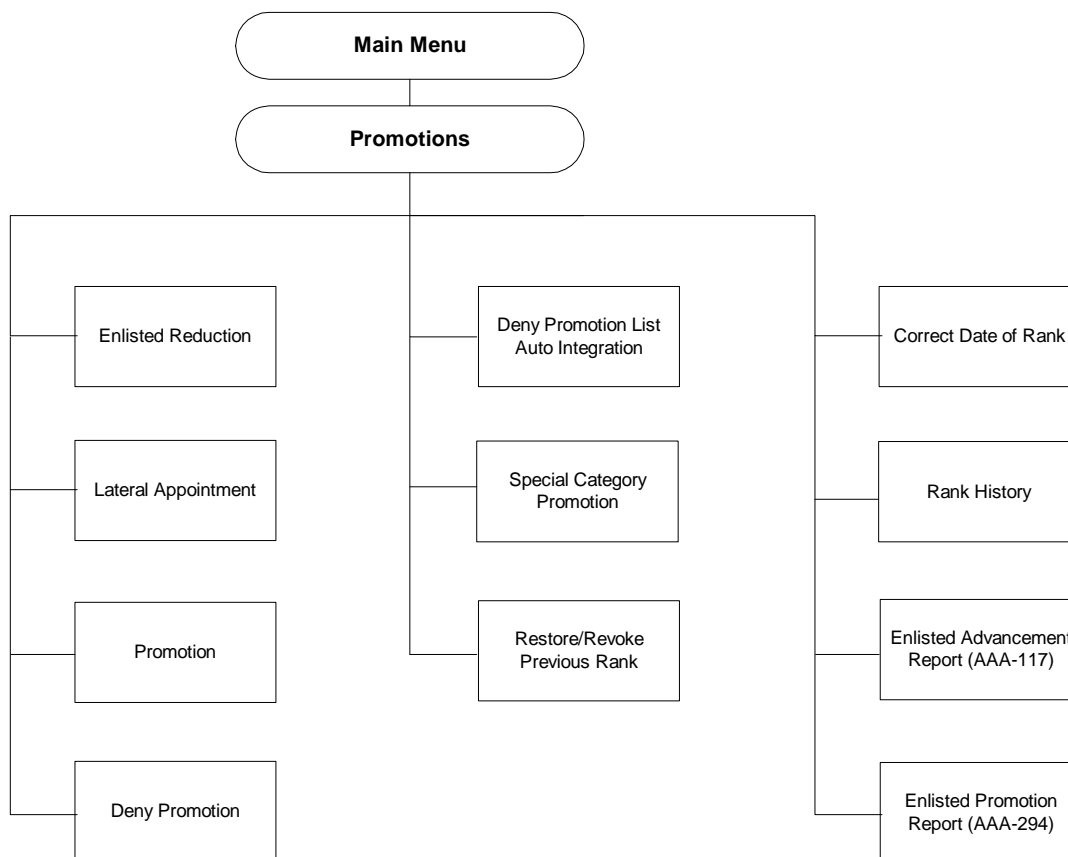 Main Menu
Promotions
Enlisted Reduction
Lateral Appointment
Promotion
Deny Promotion
Deny Promotion List
Auto Integration
Special Category
Promotion
Restore/Revoke
Previous Rank
Correct Date of Rank
Rank History
Enlisted Advancement
Report (AAA-117)
Enlisted Promotion
Report (AAA-294)